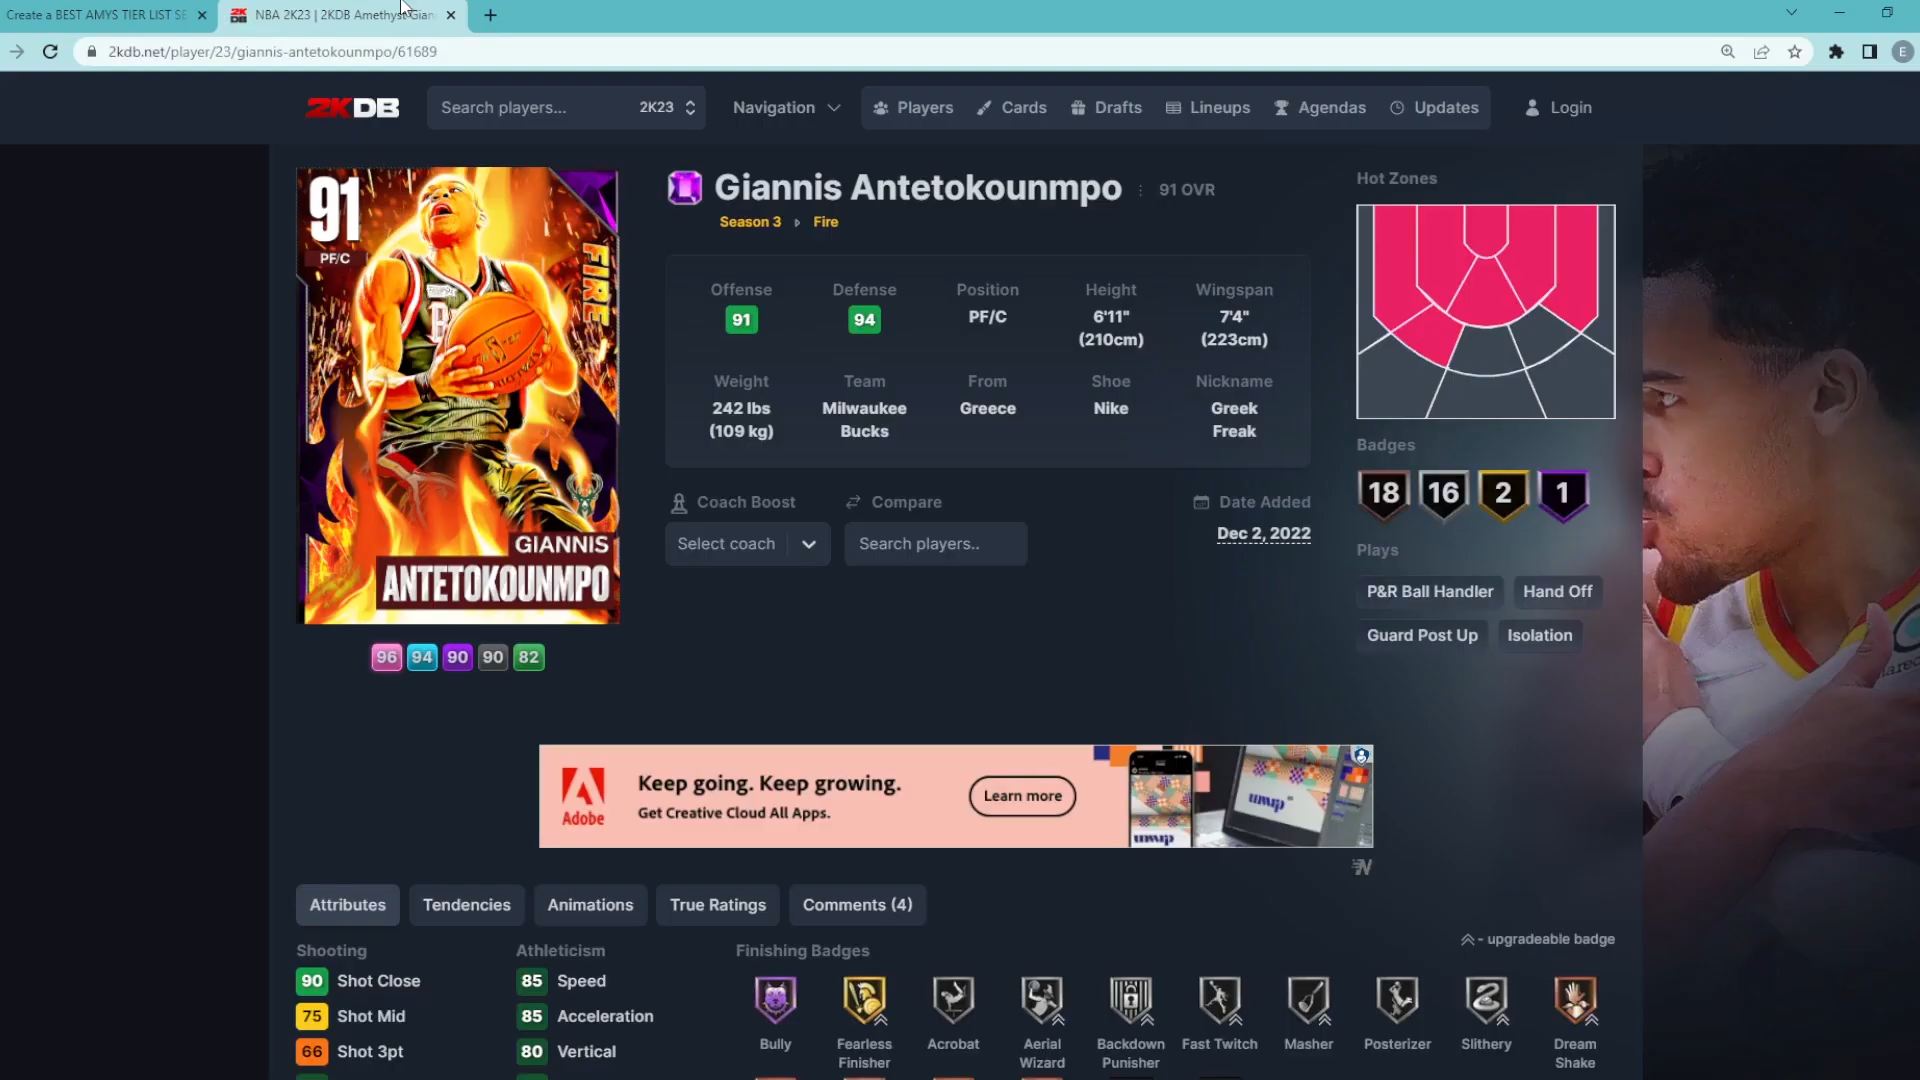 Create a BEST AMYS TIER LIST SE
NBA 2K23 | 2KDB Amethyst Gian
2kdb.net/player/23/giannis-antetokounmpo/61689
E
2KDB
Search players...
2K23
Navigation
Players
Cards
Drafts
Lineups
Agendas
Updates
Login
91
PF/C
FIRE
GIANNIS
ANTETOKOUNMPO
96 94 90 90 82
Giannis Antetokounmpo : 91 OVR
Season 3 Fire
Offense Defense Position Height Wingspan
91 94 PF/C 6'11" 7'4"
(210cm) (223cm)
Weight Team From Shoe Nickname
242 lbs Milwaukee Greece Nike Greek
(109 kg) Bucks Freak
Coach Boost
Compare
Date Added
Select coach
Search players..
Dec 2, 2022
Hot Zones
Badges
18 16 2 1
Plays
P&R Ball Handler Hand Off
Guard Post Up Isolation
Adobe
Keep going. Keep growing.
Get Creative Cloud All Apps.
Learn more
uwp
Attributes Tendencies Animations True Ratings Comments (4)
- upgradeable badge
Shooting
90 Shot Close
75 Shot Mid
66 Shot 3pt
Athleticism
85 Speed
85 Acceleration
80 Vertical
Finishing Badges
Bully
Fearless
Finisher
Acrobat
Aerial
Wizard
Backdown
Punisher
Fast Twitch
Masher
Posterizer
Slithery
Dream
Shake